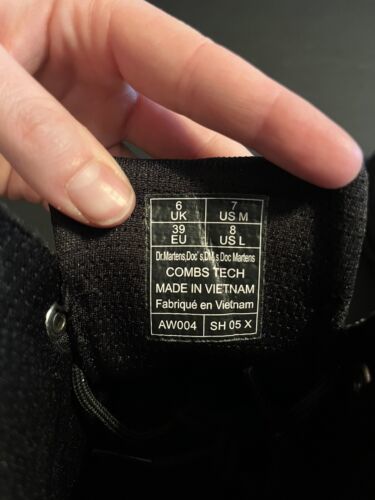 6 7
UK US M
39 8
EU US L
Dr.Martens,Doc's,DM,s Doc Martens
COMBS TECH
MADE IN VIETNAM
Fabriqué en Vietnam
AW004 SH 05 X